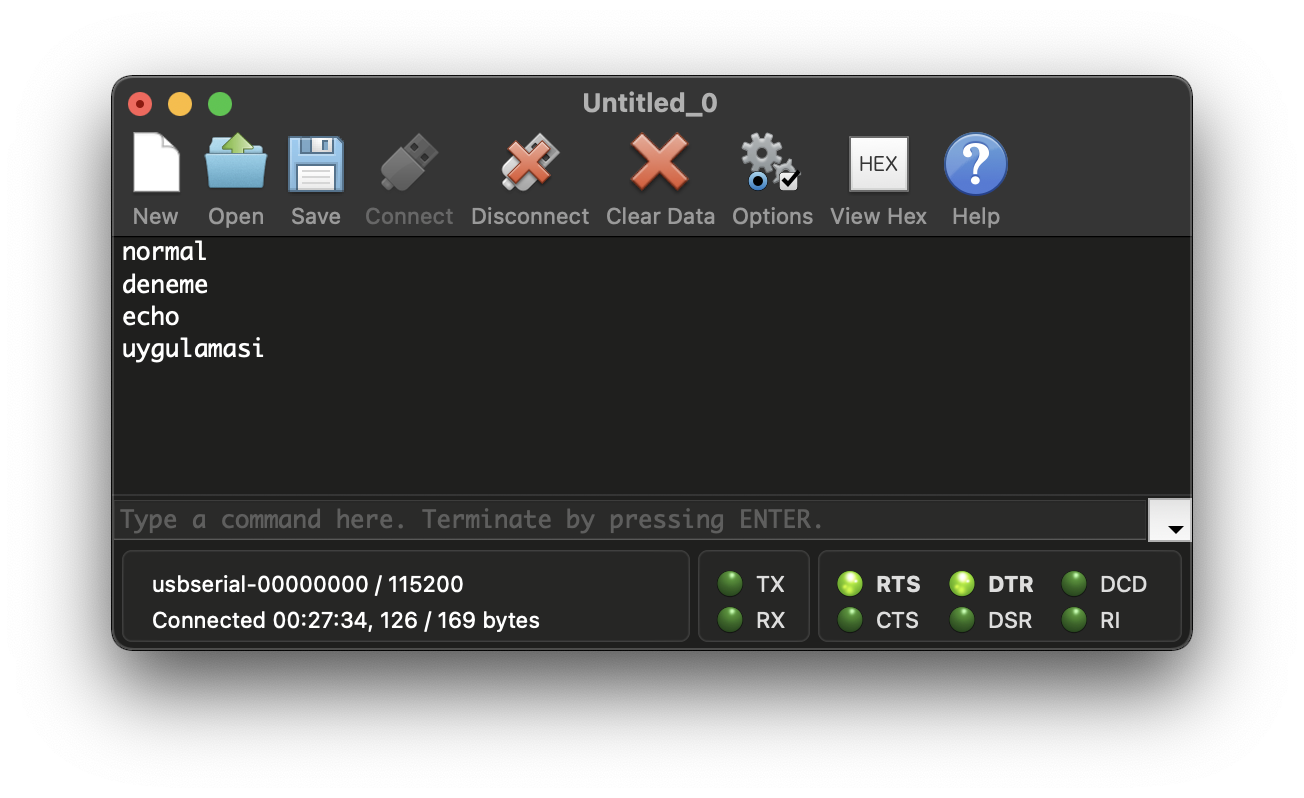 Untitled_0
New Open Save Connect Disconnect Clear Data Options HEX View Hex ? Help
normal
deneme
echo
uygulamasi
Type a command here. Terminate by pressing ENTER.
usbserial-00000000 / 115200
Connected 00:27:34, 126 / 169 bytes
TX
RX
RTS DTR DCD
CTS DSR RI